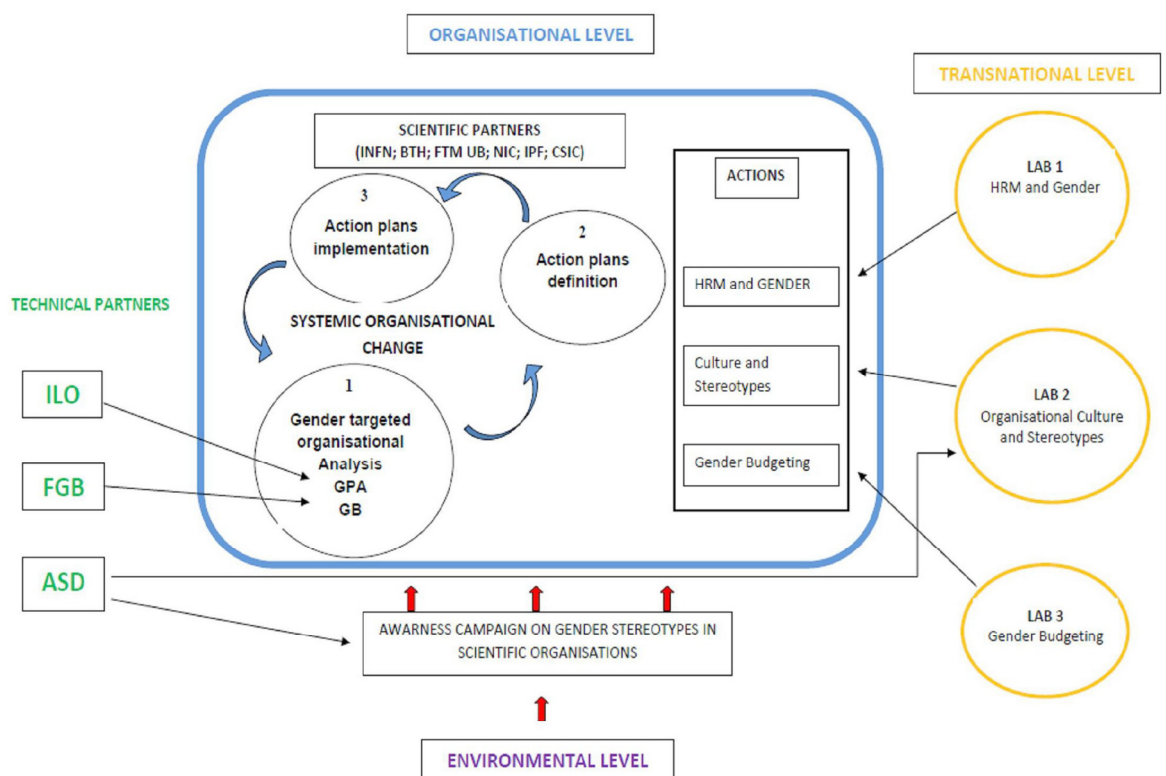 ORGANISATIONAL LEVEL
TRANSNATIONAL LEVEL
SCIENTIFIC PARTNERS
(INFN; BTH; FTM UB; NIC; IPF; CSIC)
3
Action plans
implementation
2
Action plans
definition
SYSTEMIC ORGANISATIONAL
CHANGE
1
Gender targeted
organisational
Analysis
GPA
GB
ACTIONS
HRM and GENDER
Culture and
Stereotypes
Gender Budgeting
LAB 1
HRM and Gender
LAB 2
Organisational Culture
and Stereotypes
LAB 3
Gender Budgeting
TECHNICAL PARTNERS
ILO
FGB
ASD
AWARNESS CAMPAIGN ON GENDER STEREOTYPES IN
SCIENTIFIC ORGANISATIONS
ENVIRONMENTAL LEVEL